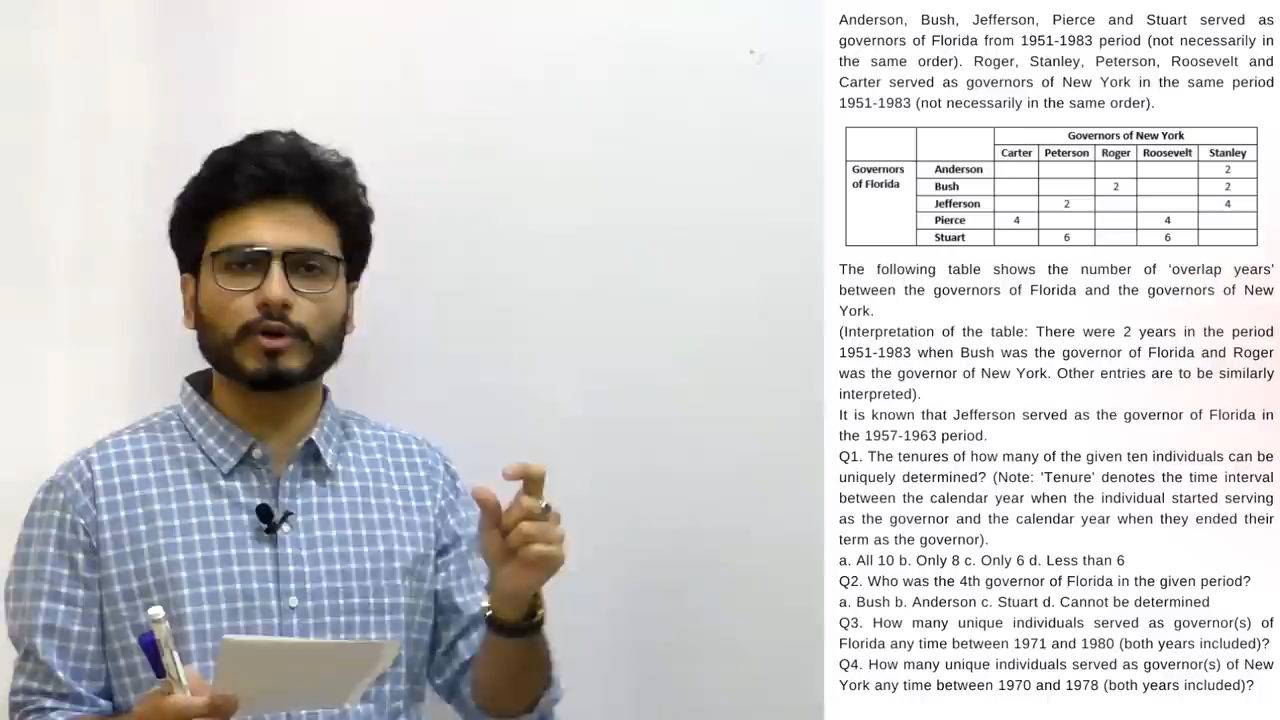 Anderson, Bush, Jefferson, Pierce and Stuart served as
governors of Florida from 1951-1983 period (not necessarily in
the same order). Roger, Stanley, Peterson, Roosevelt and
Carter served as governors of New York in the same period
1951-1983 (not necessarily in the same order).
Governors of New York
Carter Peterson Roger Roosevelt Stanley
Governors of Florida Anderson 2
Bush 2 2
Jefferson 2 4
Pierce 4 4
Stuart 6 6
The following table shows the number of 'overlap years'
between the governors of Florida and the governors of New
York.
(Interpretation of the table: There were 2 years in the period
1951-1983 when Bush was the governor of Florida and Roger
was the governor of New York. Other entries are to be similarly
interpreted).
It is known that Jefferson served as the governor of Florida in
the 1957-1963 period.
Q1. The tenures of how many of the given ten individuals can be
uniquely determined? (Note: 'Tenure' denotes the time interval
between the calendar year when the individual started serving
as the governor and the calendar year when they ended their
term as the governor).
a. All 10 b. Only 8 c. Only 6 d. Less than 6
Q2. Who was the 4th governor of Florida in the given period?
a. Bush b. Anderson c. Stuart d. Cannot be determined
Q3. How many unique individuals served as governor(s) of
Florida any time between 1971 and 1980 (both years included)?
Q4. How many unique individuals served as governor(s) of New
York any time between 1970 and 1978 (both years included)?